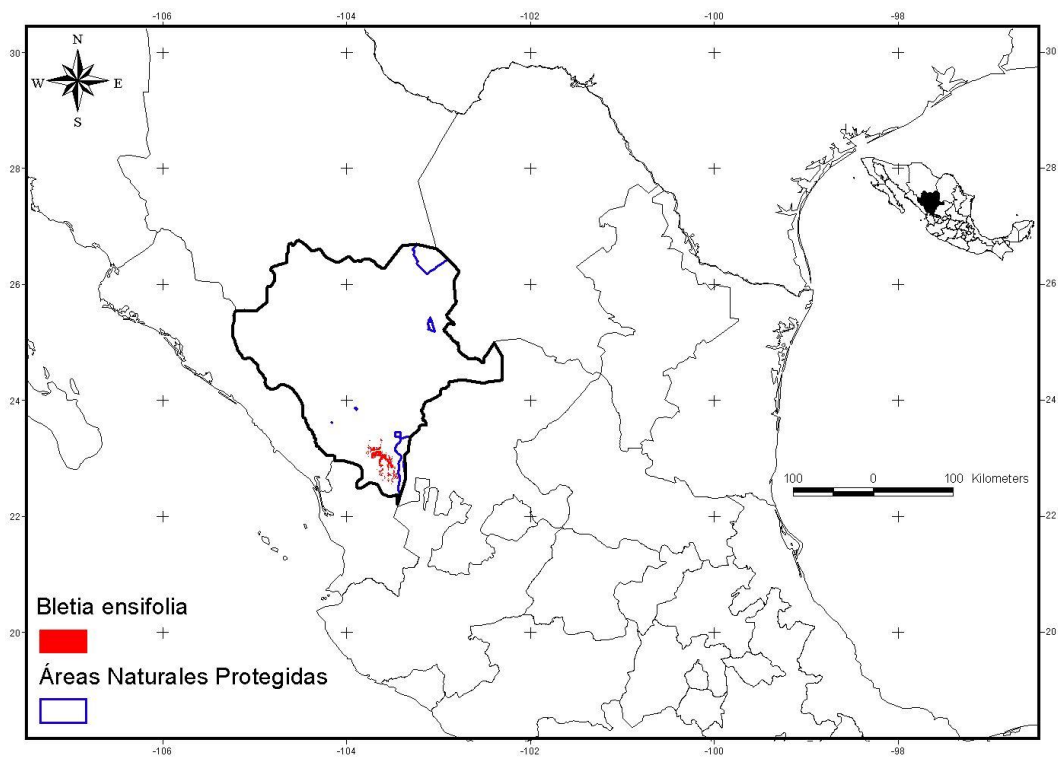 -106 -104 -102 -100 -98
N
W E
S
30 30
28 28
26 26
24 24
100 0 100 Kilometers
22 22
Bletia ensifolia
20 20
Áreas Naturales Protegidas
-106 -104 -102 -100 -98